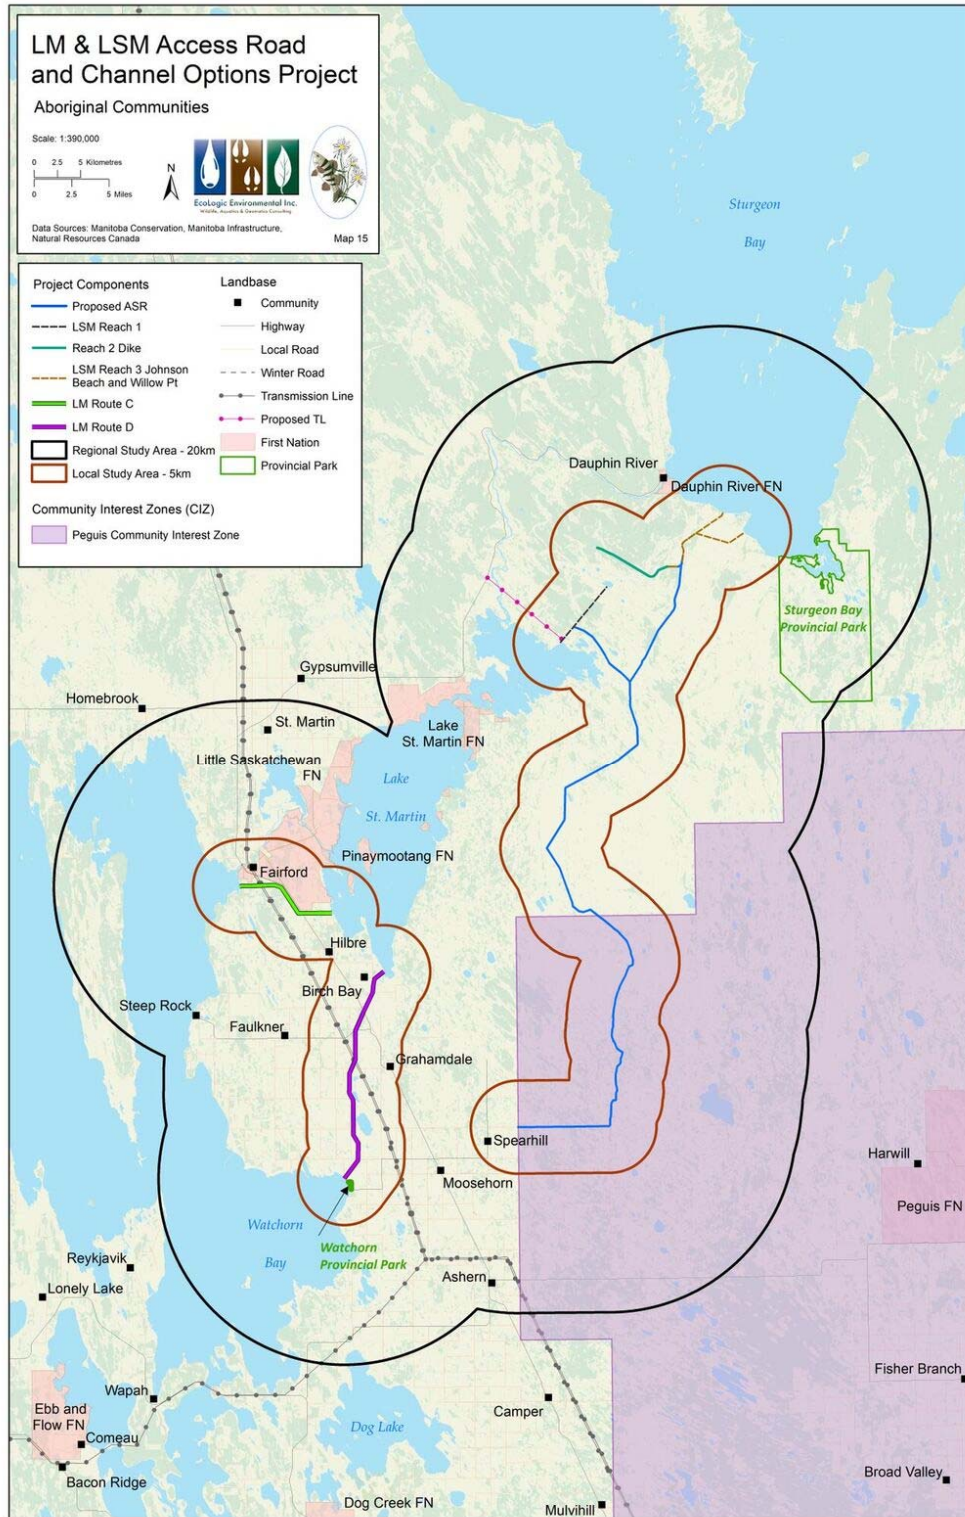 LM & LSM Access Road
and Channel Options Project
Aboriginal Communities
Scale: 1:390,000
0 2.5 5 Kilometres
0 2.5 5 Miles
N
EcoLogic Environmental Inc.
Wildlife, Aquatics & Geomatics Consulting
Data Sources: Manitoba Conservation, Manitoba Infrastructure,
Natural Resources Canada
Map 15
Project Components
Proposed ASR
LSM Reach 1
Reach 2 Dike
LSM Reach 3 Johnson
Beach and Willow Pt
LM Route C
LM Route D
Regional Study Area - 20km
Local Study Area - 5km
Landbase
Community
Highway
Local Road
Winter Road
Transmission Line
Proposed TL
First Nation
Provincial Park
Community Interest Zones (CIZ)
Peguis Community Interest Zone
Sturgeon
Bay
Dauphin River
Dauphin River FN
Sturgeon Bay
Provincial Park
Gypsumville
Homebrook
St. Martin
Lake
St. Martin FN
Little Saskatchewan
FN
Lake
St. Martin
Pinaymootang FN
Fairford
Hilbre
Birch Bay
Steep Rock
Faulkner
Grahamdale
Spearhill
Moosehorn
Harwill
Peguis FN
Watchorn
Bay
Watchorn
Provincial Park
Reykjavik
Lonely Lake
Ashern
Fisher Branch
Wapah
Ebb and
Flow FN
Comeau
Bacon Ridge
Dog Lake
Camper
Broad Valley
Dog Creek FN
Mulvihill